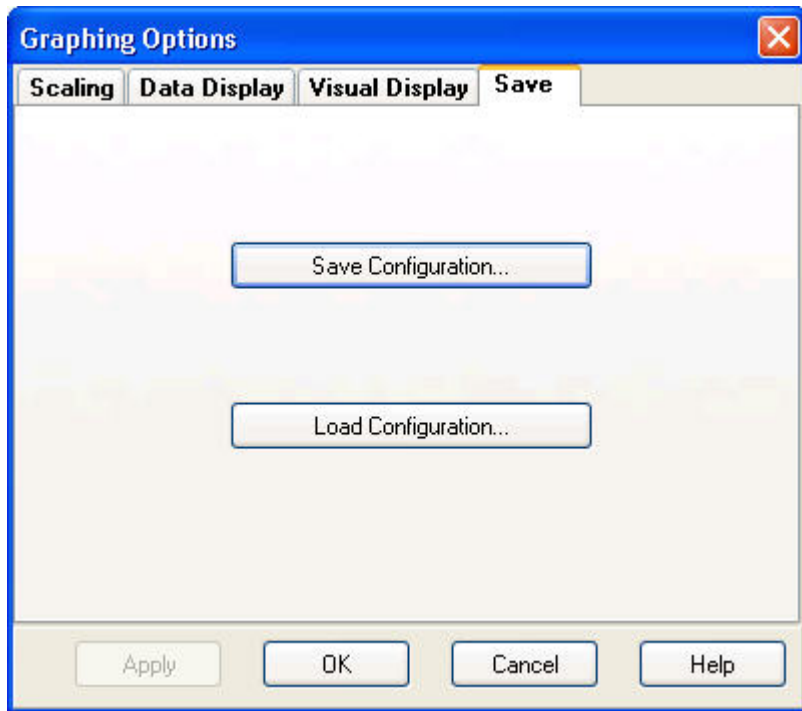 Graphing Options
Scaling Data Display Visual Display Save
Save Configuration...
Load Configuration...
Apply OK Cancel Help